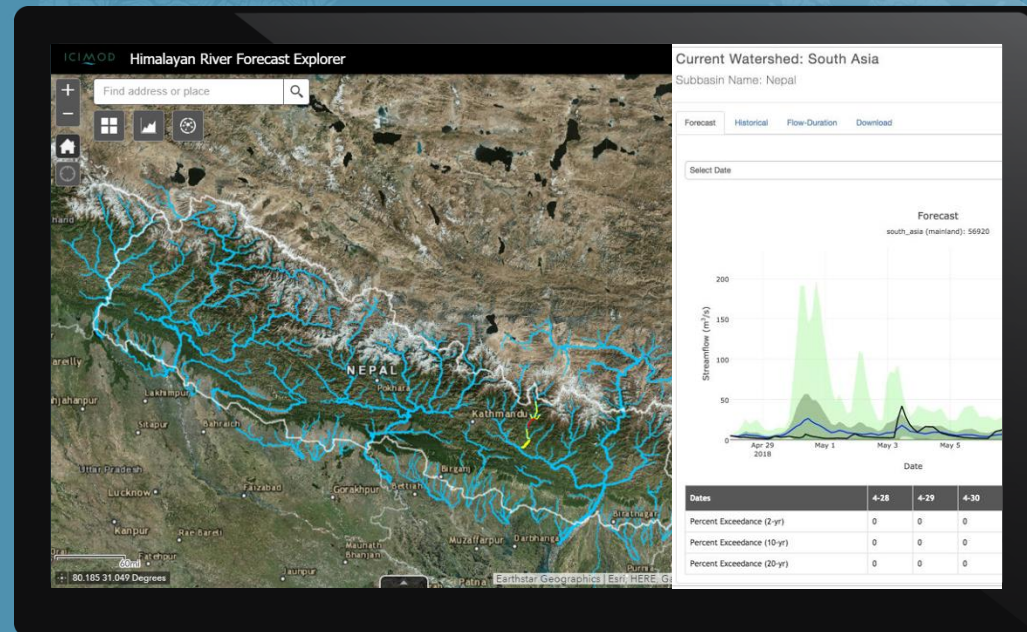 ICIMOD Himalayan River Forecast Explorer
Find address or place
NEPAL
Pokhara
Kathmandu
areilly
hjahanpur
Lakhimpur
Sitapur
Bahraich
Uttar Pradesh
Lucknow
Faizabad
Gorakhpur
Bettiah
Birganj
Kanpur
Rae Bareli
Biratnagar
Muzaffarpur
Darbhanga
Maunath
Bhanjan
Fatehpur
60mi
Jaunpur
Patna
80.185 31.049 Degrees
Earthstar Geographics | Esri, HERE, Ga
Current Watershed: South Asia
Subbasin Name: Nepal
Forecast Historical Flow-Duration Download
Select Date
Forecast
south_asia (mainland): 56920
Streamflow (m³/s)
200
150
100
50
0
Apr 29 May 1 May 3 May 5
2018
Date
Dates 4-28 4-29 4-30
Percent Exceedance (2-yr) 0 0 0
Percent Exceedance (10-yr) 0 0 0
Percent Exceedance (20-yr) 0 0 0